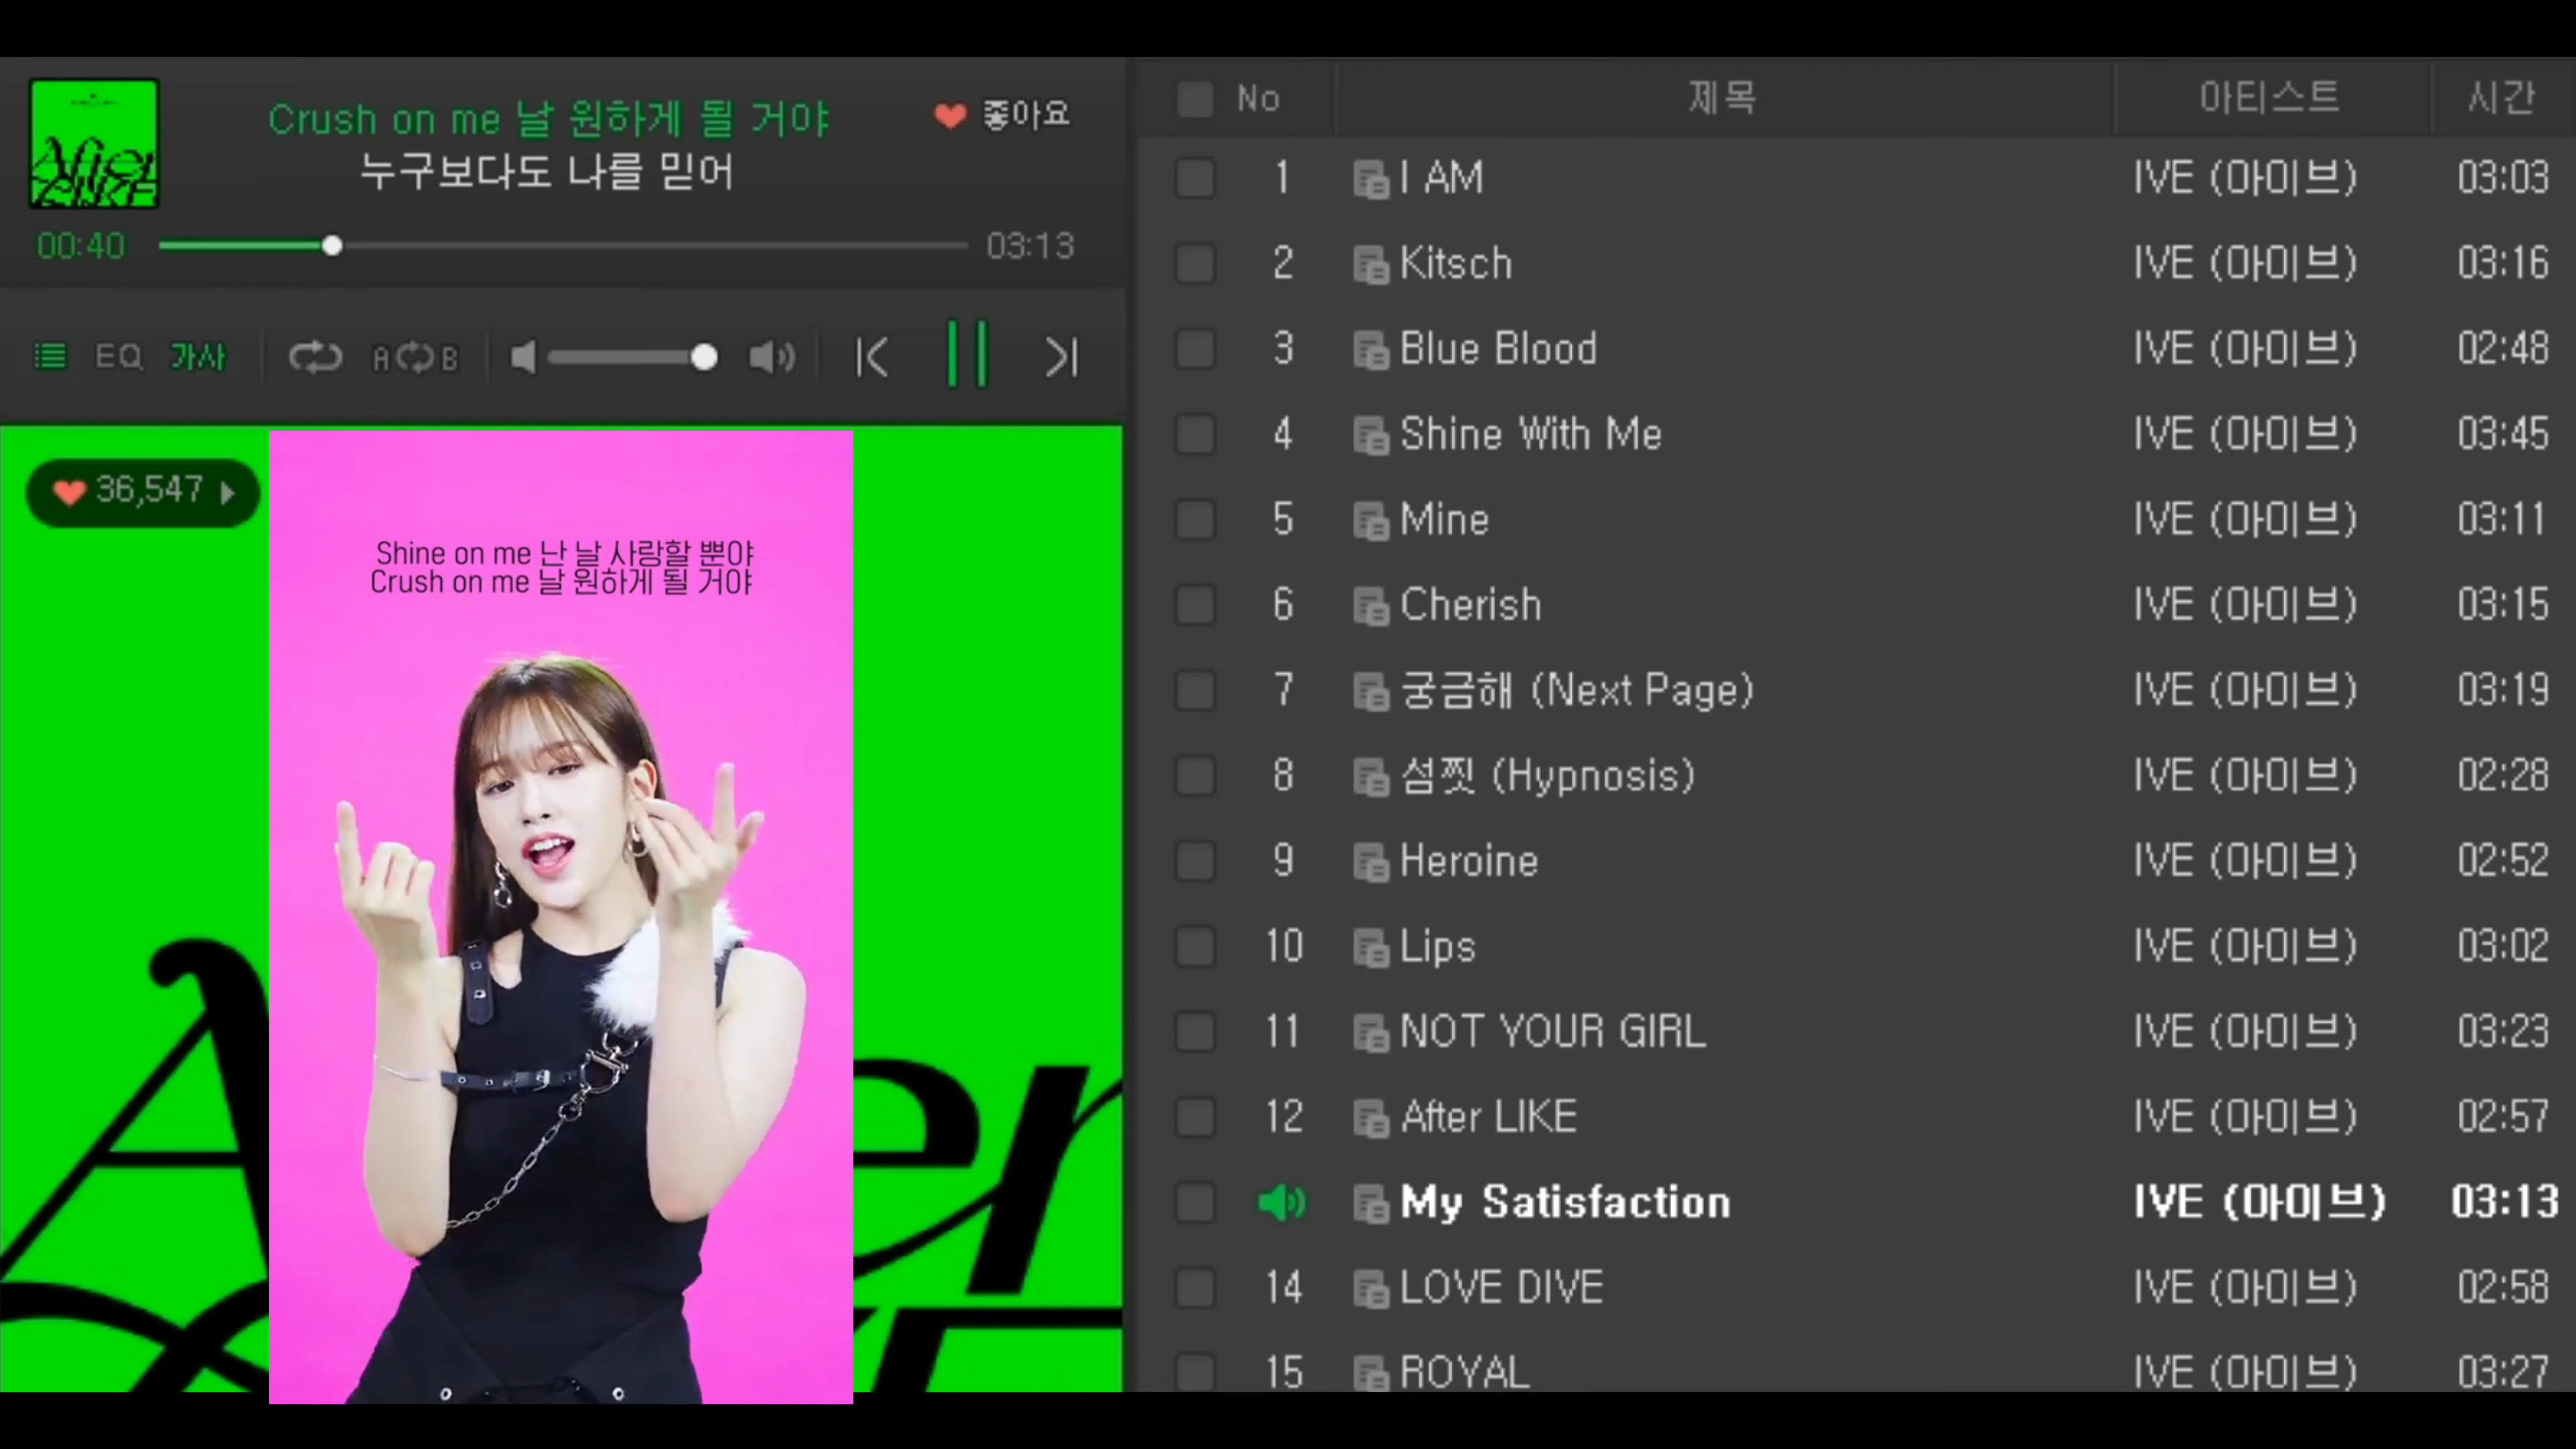 After
LIKE
Crush on me 날 원하게 될 거야
누구보다도 나를 믿어
좋아요
00:40
03:13
EQ 가사
A B
36,547
Shine on me 난 날 사랑할 뿐야
Crush on me 날 원하게 될 거야
After
No 제목 아티스트 시간
1 I AM IVE (아이브) 03:03
2 Kitsch IVE (아이브) 03:16
3 Blue Blood IVE (아이브) 02:48
4 Shine With Me IVE (아이브) 03:45
5 Mine IVE (아이브) 03:11
6 Cherish IVE (아이브) 03:15
7 궁금해 (Next Page) IVE (아이브) 03:19
8 섬찟 (Hypnosis) IVE (아이브) 02:28
9 Heroine IVE (아이브) 02:52
10 Lips IVE (아이브) 03:02
11 NOT YOUR GIRL IVE (아이브) 03:23
12 After LIKE IVE (아이브) 02:57
My Satisfaction IVE (아이브) 03:13
14 LOVE DIVE IVE (아이브) 02:58
15 ROYAL IVE (아이브) 03:27